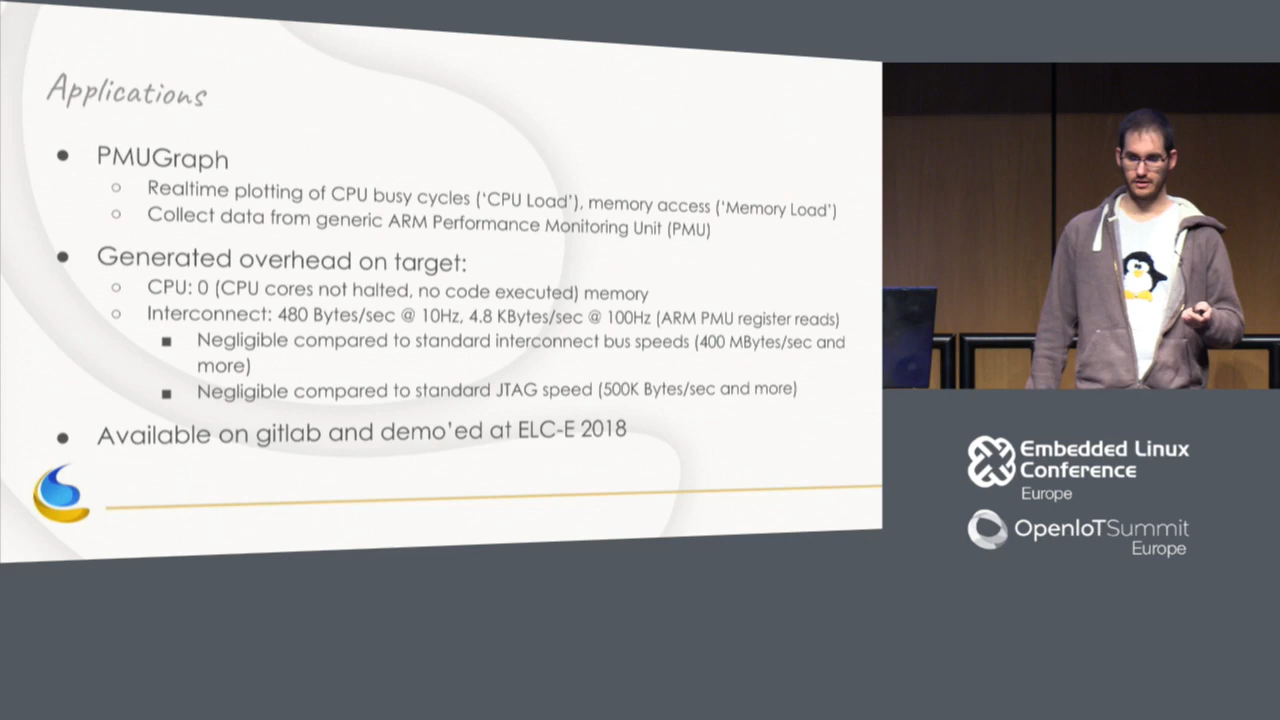 Applications
● PMUGraph
○ Realtime plotting of CPU busy cycles (‘CPU Load’), memory access (‘Memory Load’)
○ Collect data from generic ARM Performance Monitoring Unit (PMU)
● Generated overhead on target:
○ CPU: 0 (CPU cores not halted, no code executed) memory
○ Interconnect: 480 Bytes/sec @ 10Hz, 4.8 KBytes/sec @ 100Hz (ARM PMU register reads)
■ Negligible compared to standard interconnect bus speeds (400 MBytes/sec and
more)
■ Negligible compared to standard JTAG speed (500K Bytes/sec and more)
● Available on gitlab and demo’ed at ELC-E 2018
Embedded Linux
Conference
Europe
OpenIoTSummit
Europe